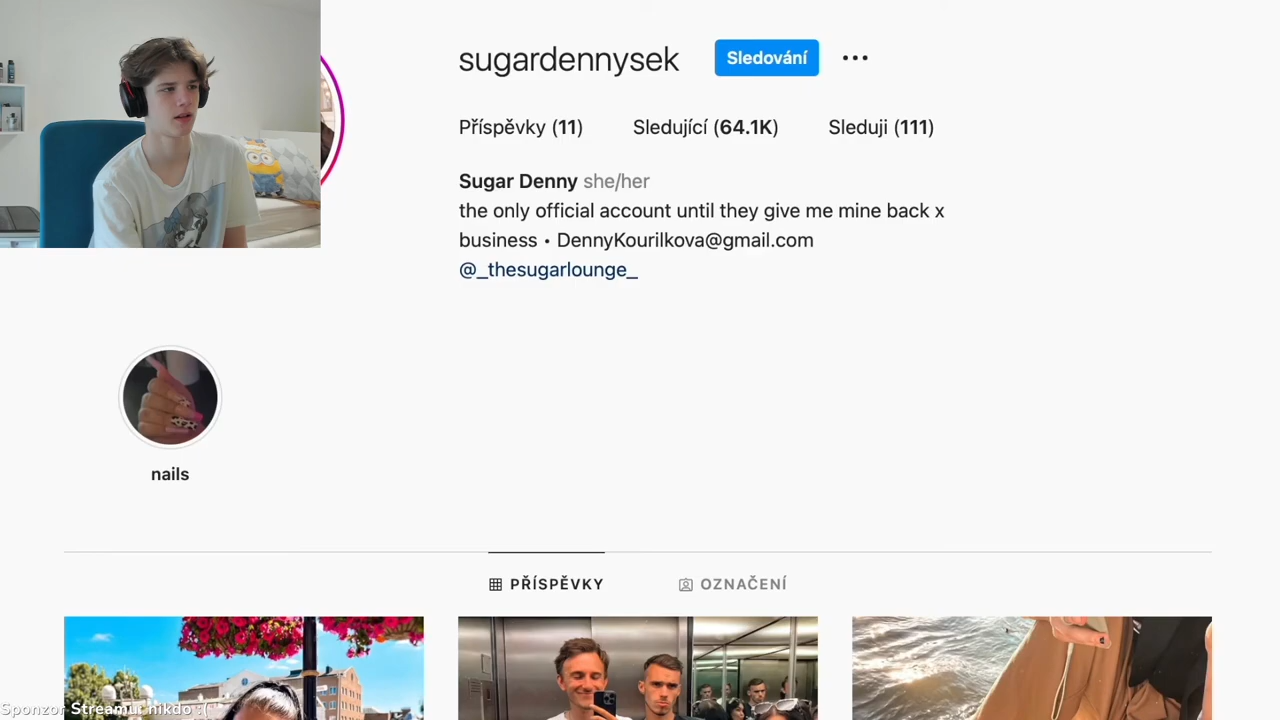 sugardennysek Sledování
Příspěvky (11) Sledující (64.1K) Sleduji (111)
Sugar Denny she/her
the only official account until they give me mine back x
business • DennyKourilkova@gmail.com
@_thesugarlounge_
nails
PŘÍSPĚVKY OZNAČENÍ
Sponzor Streamu: nikdo :(